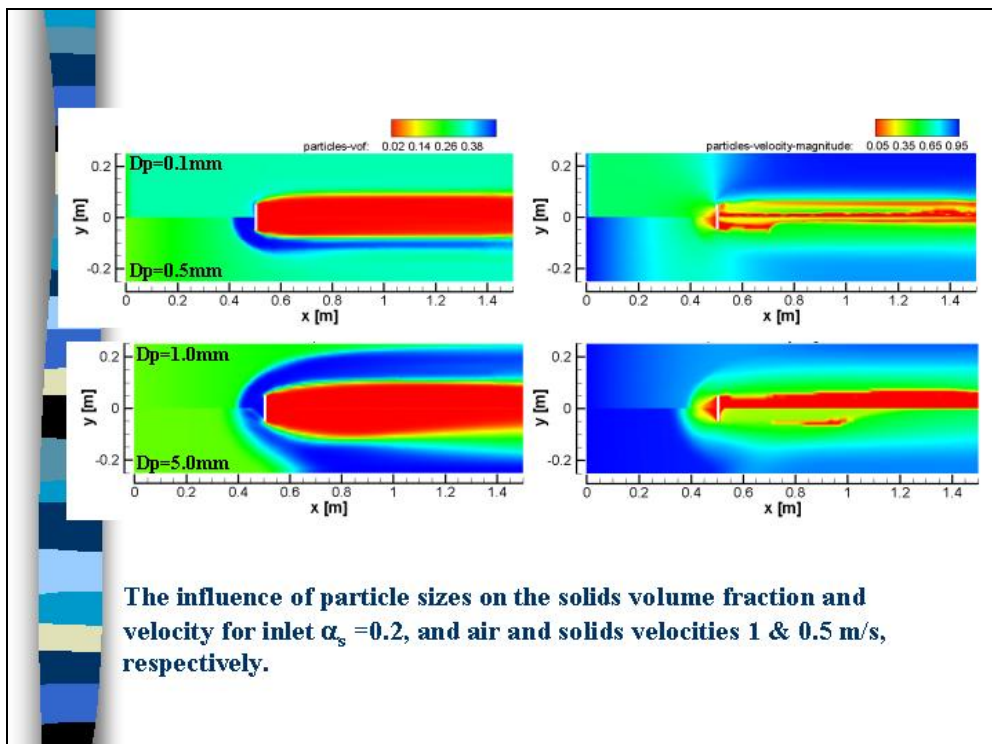 particles-vof: 0.02 0.14 0.26 0.38
Dp=0.1mm
Dp=0.5mm
y [m]
0.2
0
-0.2
0 0.2 0.4 0.6 0.8 1 1.2 1.4
x [m]
particles-velocity-magnitude: 0.05 0.35 0.65 0.95
y [m]
0.2
0
-0.2
0 0.2 0.4 0.6 0.8 1 1.2 1.4
x [m]
Dp=1.0mm
Dp=5.0mm
y [m]
0.2
0
-0.2
0 0.2 0.4 0.6 0.8 1 1.2 1.4
x [m]
y [m]
0.2
0
-0.2
0 0.2 0.4 0.6 0.8 1 1.2 1.4
x [m]
The influence of particle sizes on the solids volume fraction and
velocity for inlet αs =0.2, and air and solids velocities 1 & 0.5 m/s,
respectively.